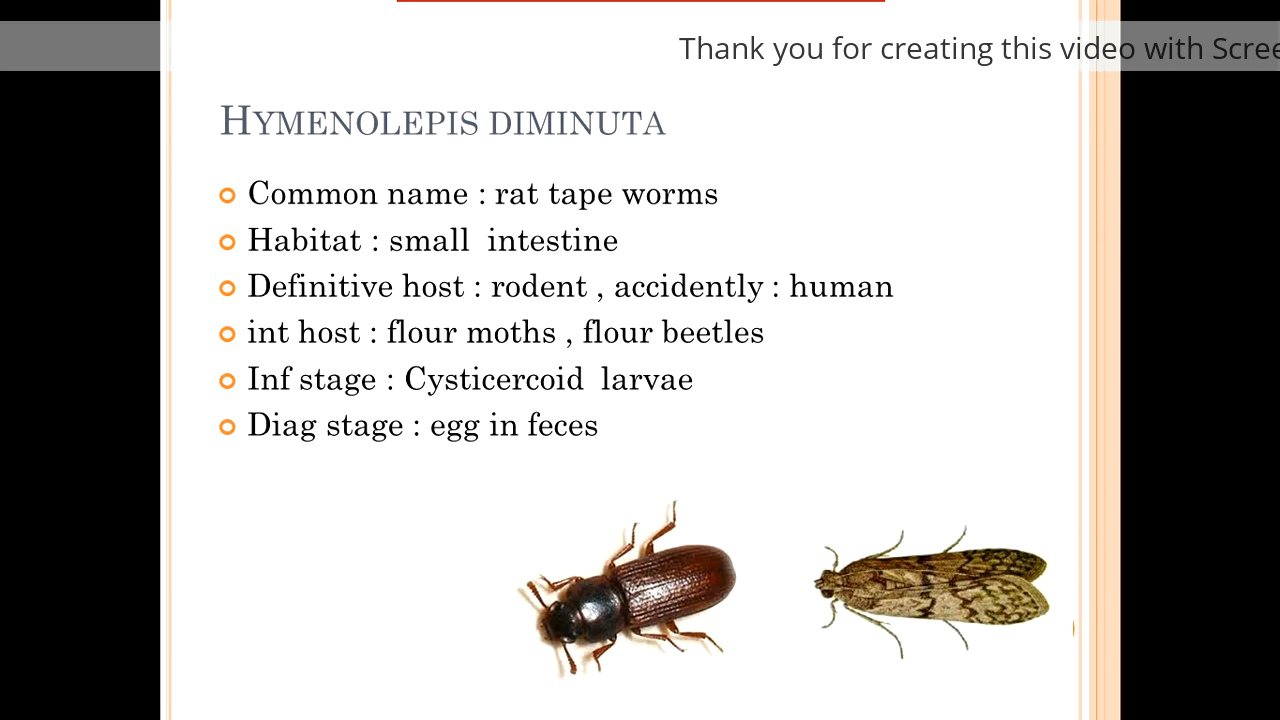 Thank you for creating this video with Scree
HYMENOLEPIS DIMINUTA
Common name : rat tape worms
Habitat : small intestine
Definitive host : rodent , accidently : human
int host : flour moths , flour beetles
Inf stage : Cysticercoid larvae
Diag stage : egg in feces